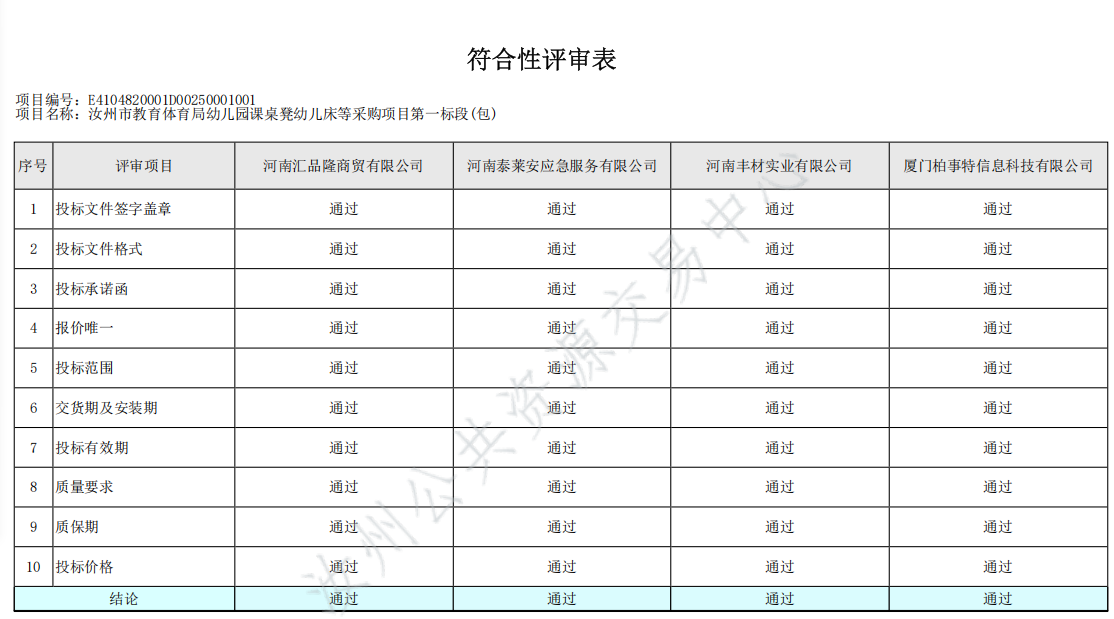 符合性评审表
项目编号：E4104820001D00250001001
项目名称：汝州市教育体育局幼儿园课桌凳幼儿床等采购项目第一标段(包)
序号 评审项目 河南汇品隆商贸有限公司 河南泰莱安应急服务有限公司 河南丰材实业有限公司 厦门柏事特信息科技有限公司
1 投标文件签字盖章 通过 通过 通过 通过
2 投标文件格式 通过 通过 通过 通过
3 投标承诺函 通过 通过 通过 通过
4 报价唯一 通过 通过 通过 通过
5 投标范围 通过 通过 通过 通过
6 交货期及安装期 通过 通过 通过 通过
7 投标有效期 通过 通过 通过 通过
8 质量要求 通过 通过 通过 通过
9 质保期 通过 通过 通过 通过
10 投标价格 通过 通过 通过 通过
结论 通过 通过 通过 通过
汝州公共资源交易中心